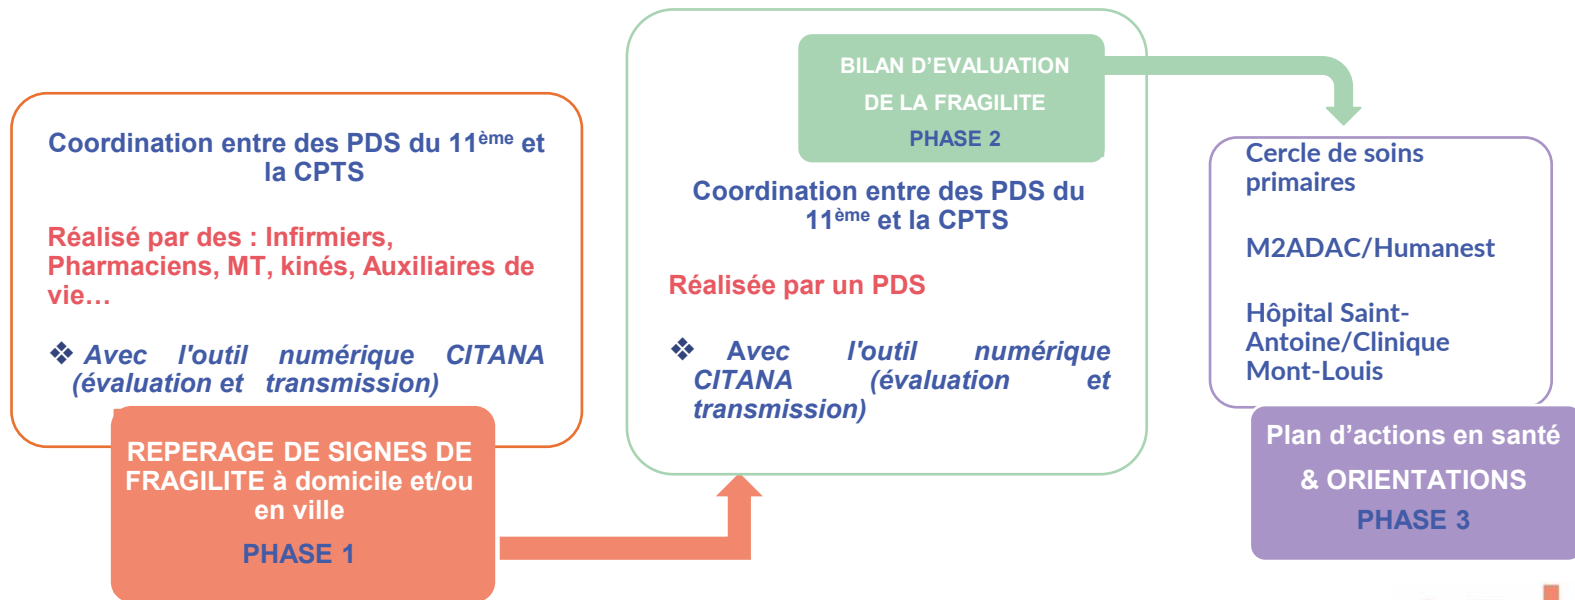 Coordination entre des PDS du 11ème et
la CPTS
Réalisé par des : Infirmiers,
Pharmaciens, MT, kinés, Auxiliaires de
vie…
❖ Avec l'outil numérique CITANA
(évaluation et transmission)
REPERAGE DE SIGNES DE
FRAGILITE à domicile et/ou
en ville
PHASE 1
BILAN D'EVALUATION
DE LA FRAGILITE
PHASE 2
Coordination entre des PDS du
11ème et la CPTS
Réalisée par un PDS
❖ Avec l'outil numérique
CITANA (évaluation et
transmission)
Cercle de soins
primaires
M2ADAC/Humanest
Hôpital Saint-
Antoine/Clinique
Mont-Louis
Plan d'actions en santé
& ORIENTATIONS
PHASE 3